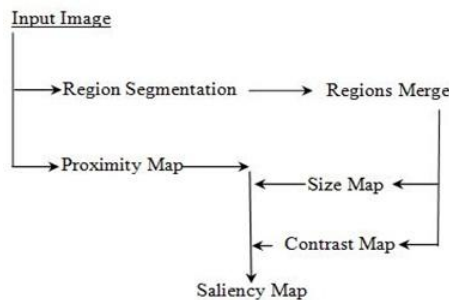 Input Image
Region Segmentation
Regions Merge
Proximity Map
Size Map
Contrast Map
Saliency Map